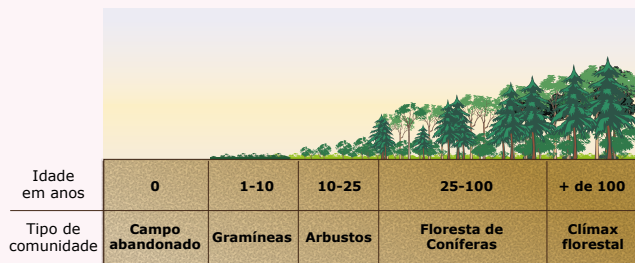 Idade
em anos
0
1-10
10-25
25-100
+ de 100
Tipo de
comunidade
Campo
abandonado
Gramíneas
Arbustos
Floresta de
Coníferas
Clímax
florestal